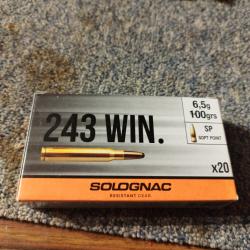 6,5g
100grs
243 WIN.
SP
SOFT POINT
x20
SOLOGNAC
RESISTANT GEAR